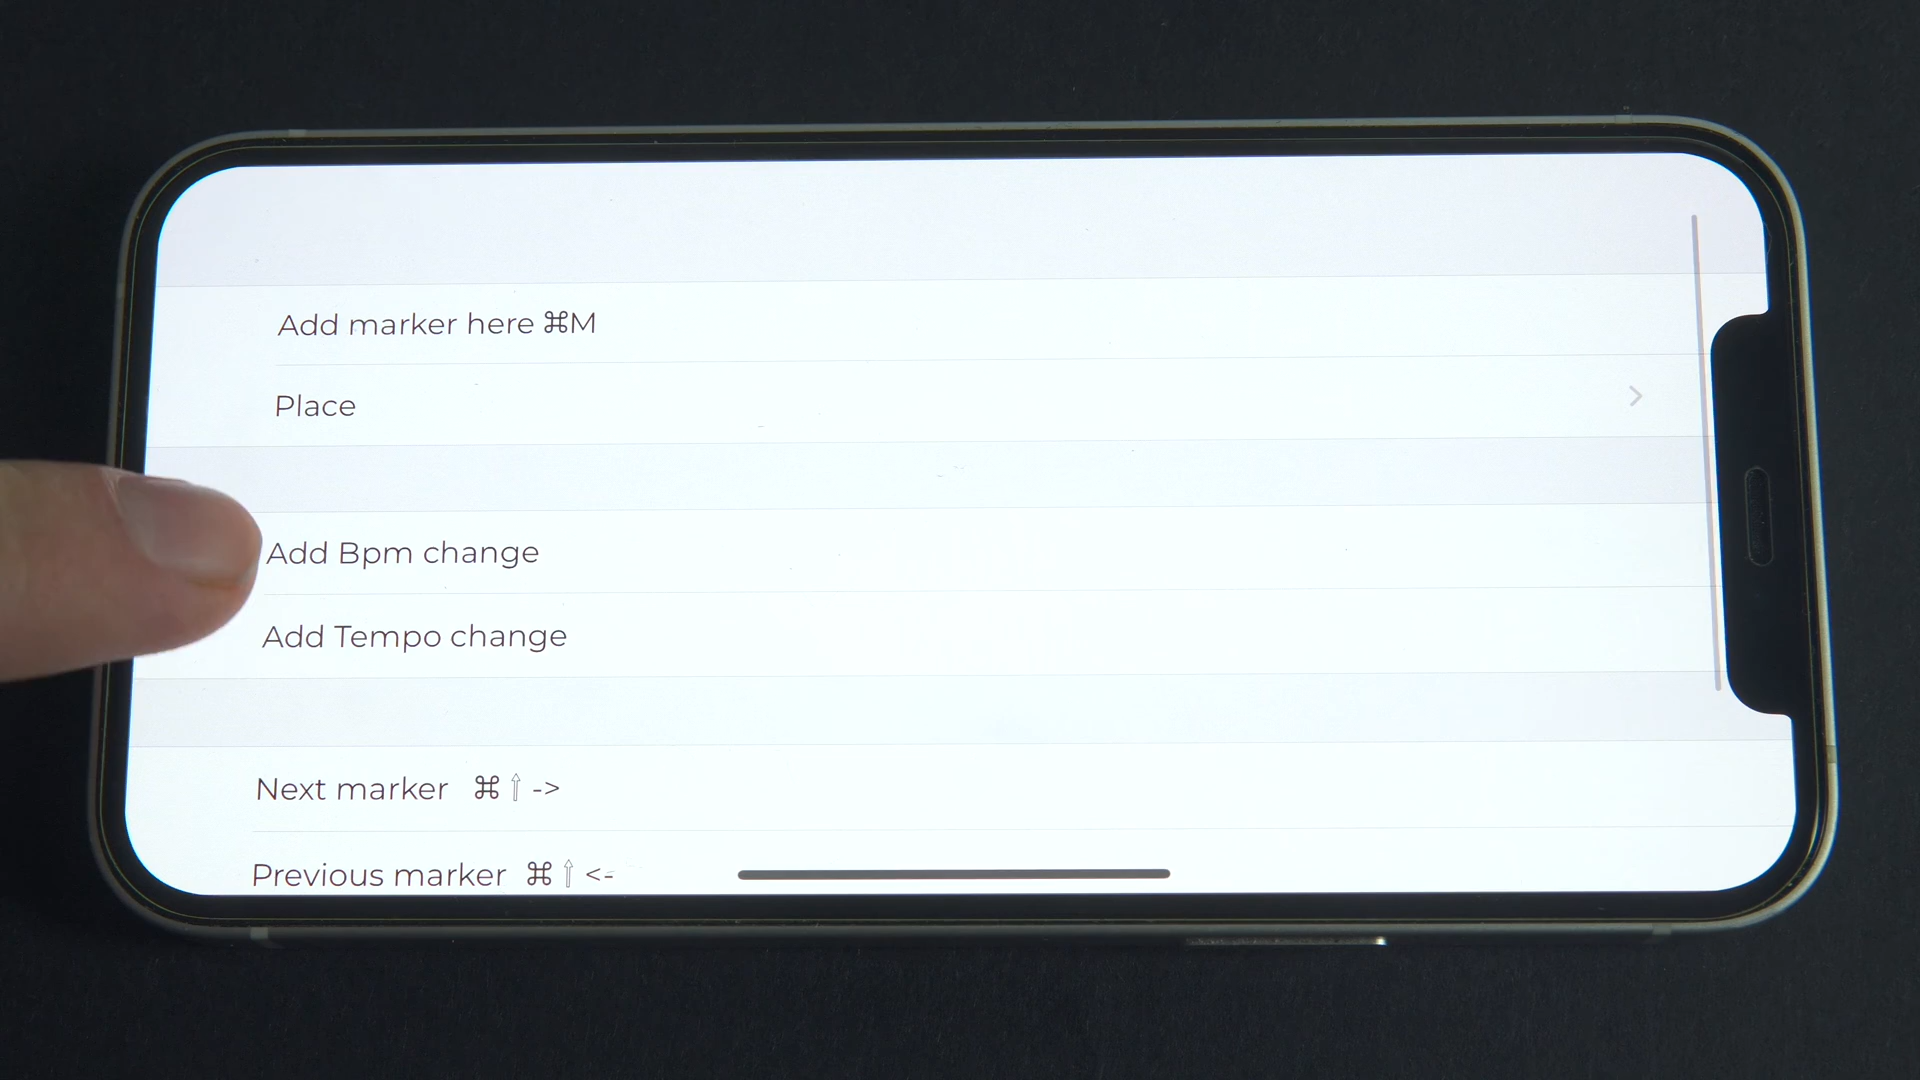 Add marker here ⌘M
Place
Add Bpm change
Add Tempo change
Next marker ⌘⇧->
Previous marker ⌘⇧<-